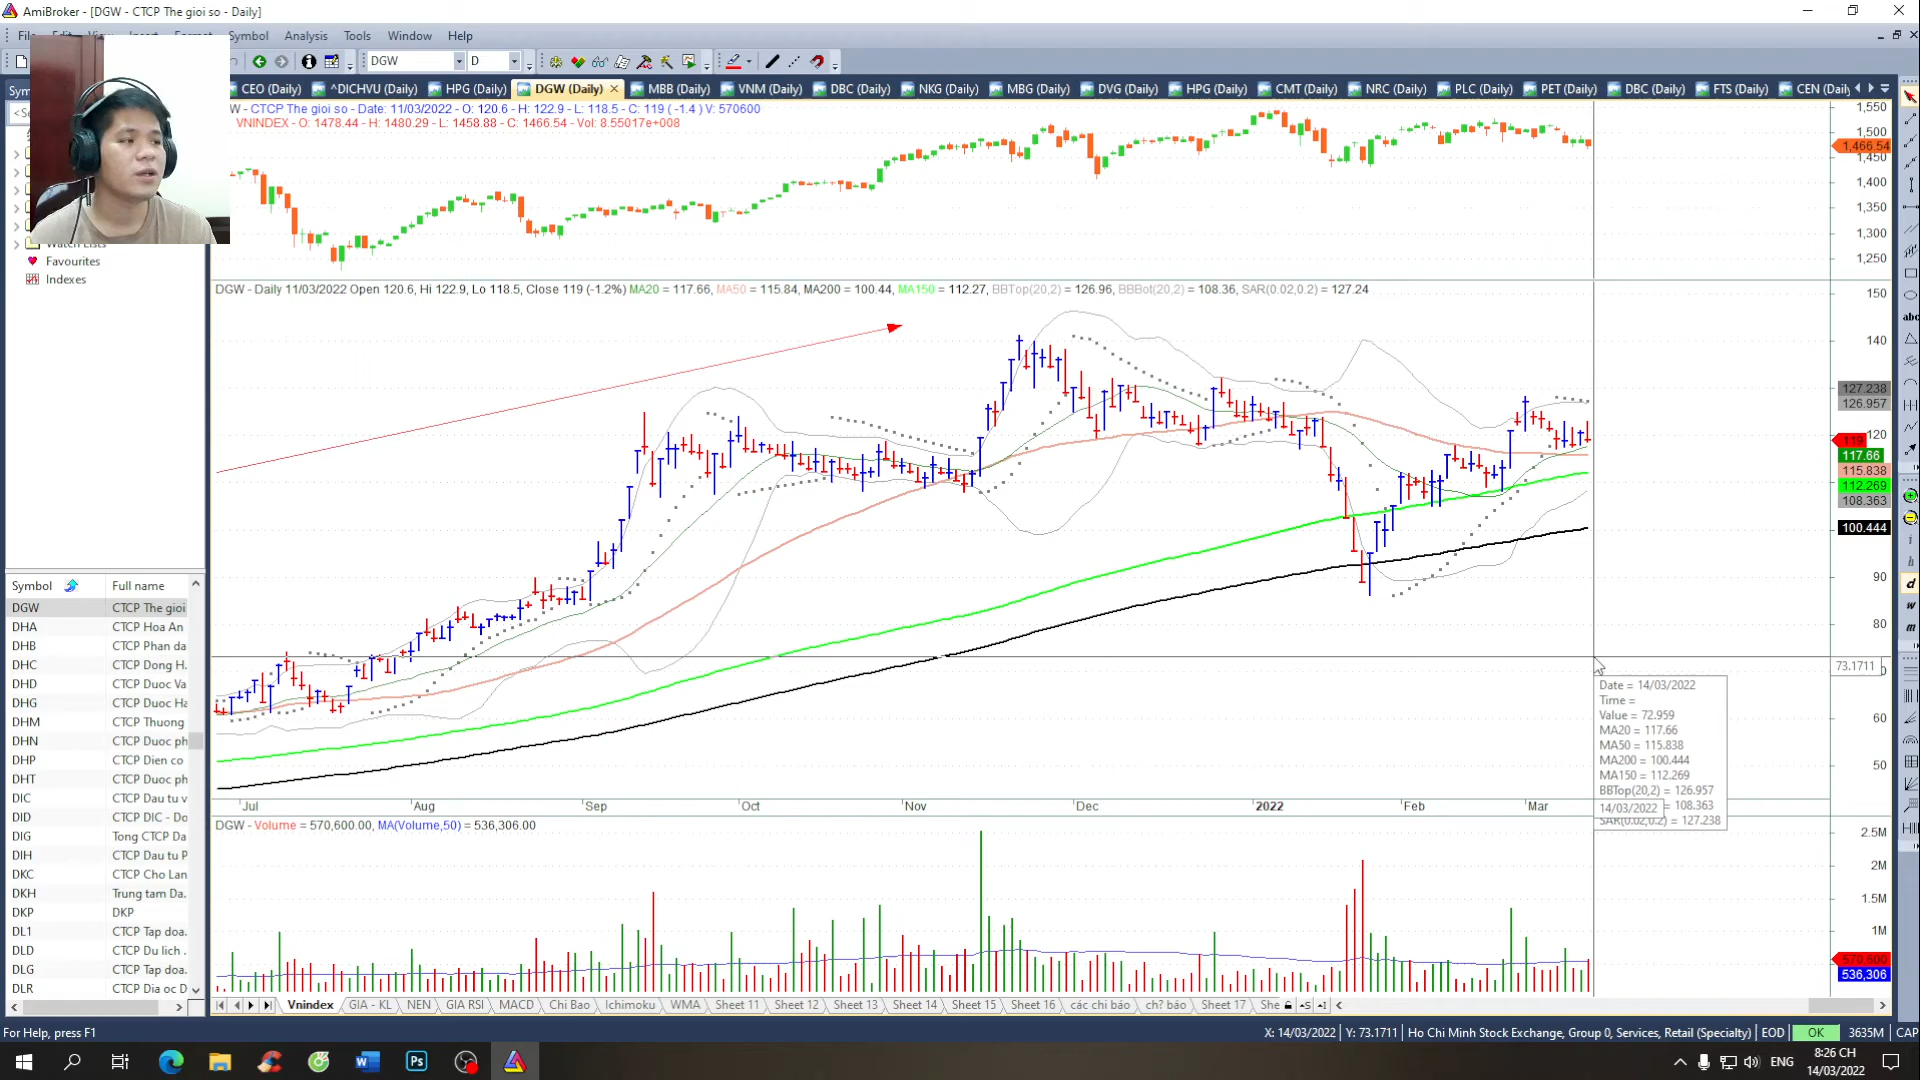 AmiBroker - [DGW - CTCP The gioi so - Daily]
Symbol Analysis Tools Window Help
DGW D
CEO (Daily) ^DICHVU (Daily) HPG (Daily) DGW (Daily) MBB (Daily) VNM (Daily) DBC (Daily) NKG (Daily) MBG (Daily) DVG (Daily) HPG (Daily) CMT (Daily) NRC (Daily) PLC (Daily) PET (Daily) DBC (Daily) FTS (Daily) CEN (Daily
W - CTCP The gioi so - Date: 11/03/2022 - O: 120.6 - H: 122.9 - L: 118.5 - C: 119 ( -1.4 ) V: 570600
VNINDEX - O: 1478.44 - H: 1480.29 - L: 1458.88 - C: 1466.54 - Vol: 8.55017e+008
1,550
1,500
1,466.54
1,450
1,400
1,350
1,300
1,250
Watch Lists
Favourites
Indexes
DGW - Daily 11/03/2022 Open 120.6, Hi 122.9, Lo 118.5, Close 119 (-1.2%) MA20 = 117.66, MA50 = 115.84, MA200 = 100.44, MA150 = 112.27, BBTop(20,2) = 126.96, BBBot(20,2) = 108.36, SAR(0.02,0.2) = 127.24
150
140
127.238
126.957
120
119
117.66
115.838
112.269
108.363
100.444
90
80
73.1711
60
50
Date = 14/03/2022
Time =
Value = 72.959
MA20 = 117.66
MA50 = 115.838
MA200 = 100.444
MA150 = 112.269
BBTop(20,2) = 126.957
14/03/2022 = 108.363
SAR(0.02,0.2) = 127.238
Jul Aug Sep Oct Nov Dec 2022 Feb Mar
DGW - Volume = 570,600.00, MA(Volume,50) = 536,306.00
2.5M
2M
1.5M
1M
570,600
536,306
Symbol Full name
DGW CTCP The gioi
DHA CTCP Hoa An
DHB CTCP Phan da
DHC CTCP Dong H.
DHD CTCP Duoc Va
DHG CTCP Duoc Ha
DHM CTCP Thuong
DHN CTCP Duoc ph
DHP CTCP Dien co
DHT CTCP Duoc ph
DIC CTCP Dau tu v
DID CTCP DIC - Do
DIG Tong CTCP Da
DIH CTCP Dau tu P
DKC CTCP Cho Lan
DKH Trung tam Da.
DKP DKP
DL1 CTCP Tap doa.
DLD CTCP Du lich .
DLG CTCP Tap doa.
DLR CTCP Dia oc D
Vnindex GIA - KL NEN GIA RSI MACD Chi Bao Ichimoku WMA Sheet 11 Sheet 12 Sheet 13 Sheet 14 Sheet 15 Sheet 16 các chỉ báo ch? báo Sheet 17 She
For Help, press F1
X: 14/03/2022 Y: 73.1711 Ho Chi Minh Stock Exchange, Group 0, Services, Retail (Specialty) EOD OK 3635M CAP
ENG
8:26 CH
14/03/2022